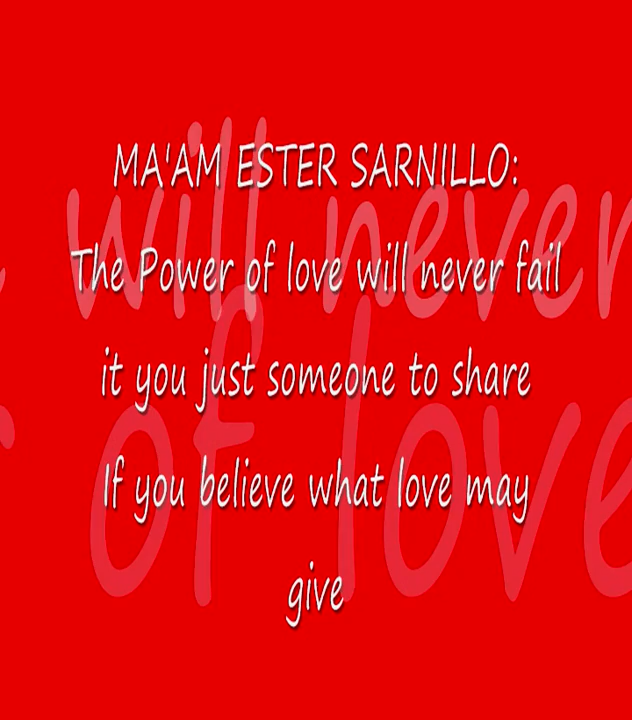 MA'AM ESTER SARNILLO:
The Power of love will never fail
it you just someone to share
If you believe what love may
give
will never
of love